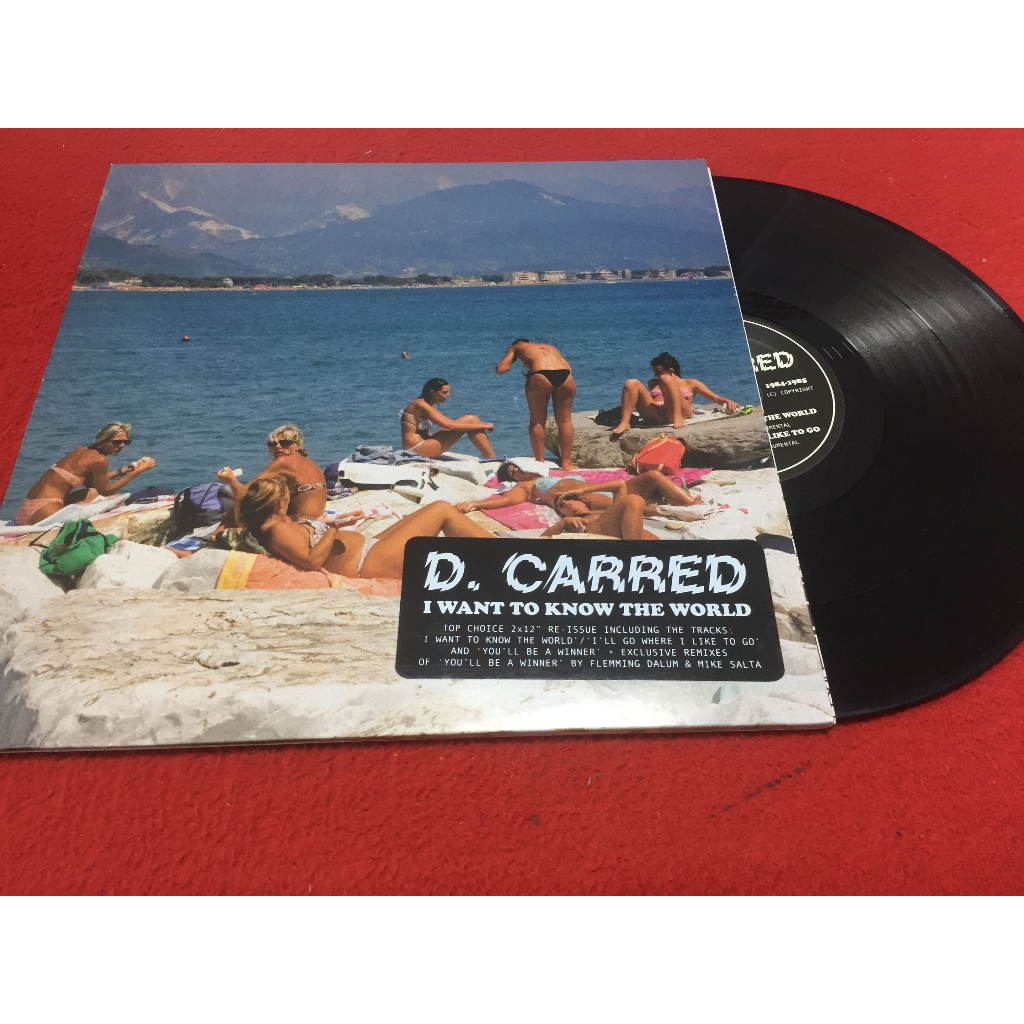 D. CARRED
I WANT TO KNOW THE WORLD
TOP CHOICE 2x12" RE-ISSUE INCLUDING THE TRACKS:
'I WANT TO KNOW THE WORLD'/'I'LL GO WHERE I LIKE TO GO'
AND 'YOU'LL BE A WINNER' + EXCLUSIVE REMIXES
OF 'YOU'LL BE A WINNER' BY FLEMMING DALUM & MIKE SALTA
RED
1984-1985
(C) COPYRIGHT
THE WORLD
LIKE TO GO